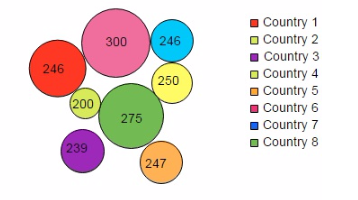 300
246
246
250
200
275
239
247
Country 1
Country 2
Country 3
Country 4
Country 5
Country 6
Country 7
Country 8